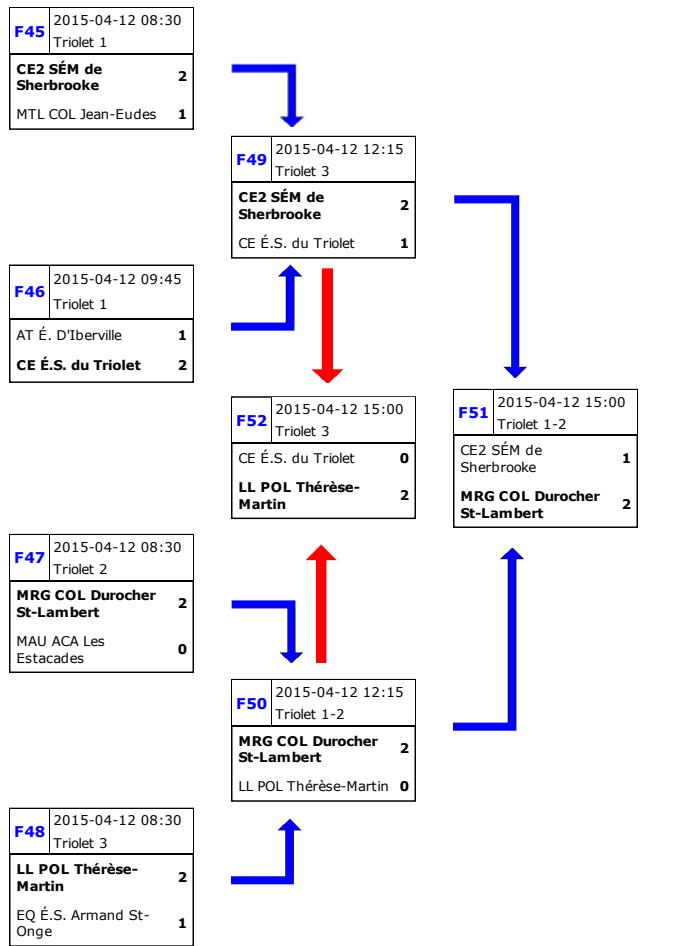 F45
2015-04-12 08:30
Triolet 1
CE2 SÉM de
Sherbrooke 2
MTL COL Jean-Eudes 1
F49
2015-04-12 12:15
Triolet 3
CE2 SÉM de
Sherbrooke 2
CE É.S. du Triolet 1
F46
2015-04-12 09:45
Triolet 1
AT É. D'Iberville 1
CE É.S. du Triolet 2
F52
2015-04-12 15:00
Triolet 3
CE É.S. du Triolet 0
LL POL Thérèse-
Martin 2
F51
2015-04-12 15:00
Triolet 1-2
CE2 SÉM de
Sherbrooke 1
MRG COL Durocher
St-Lambert 2
F47
2015-04-12 08:30
Triolet 2
MRG COL Durocher
St-Lambert 2
MAU ACA Les
Estacades 0
F50
2015-04-12 12:15
Triolet 1-2
MRG COL Durocher
St-Lambert 2
LL POL Thérèse-Martin 0
F48
2015-04-12 08:30
Triolet 3
LL POL Thérèse-
Martin 2
EQ É.S. Armand St-
Onge 1